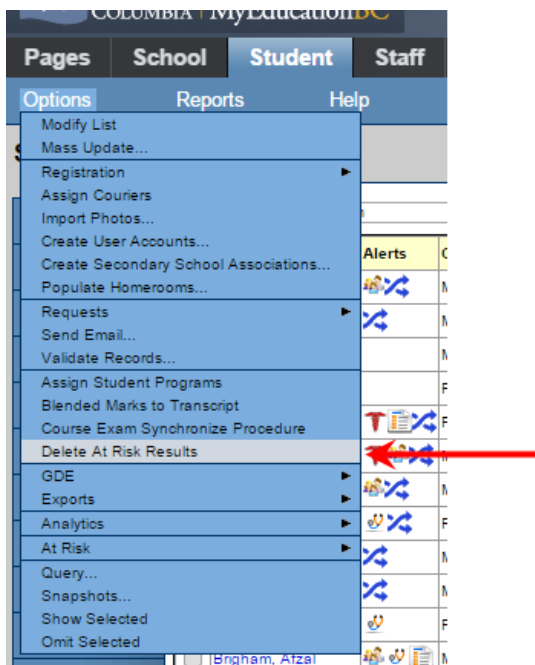 COLUMBIA MyEducationBC
Pages School Student Staff
Options Reports Help
Modify List
Mass Update...
Registration
Assign Couriers
Import Photos...
Create User Accounts...
Create Secondary School Associations...
Populate Homerooms...
Requests
Send Email...
Validate Records...
Assign Student Programs
Blended Marks to Transcript
Course Exam Synchronize Procedure
Delete At Risk Results
GDE
Exports
Analytics
At Risk
Query...
Snapshots...
Show Selected
Omit Selected
Alerts
Brigham, Afzal